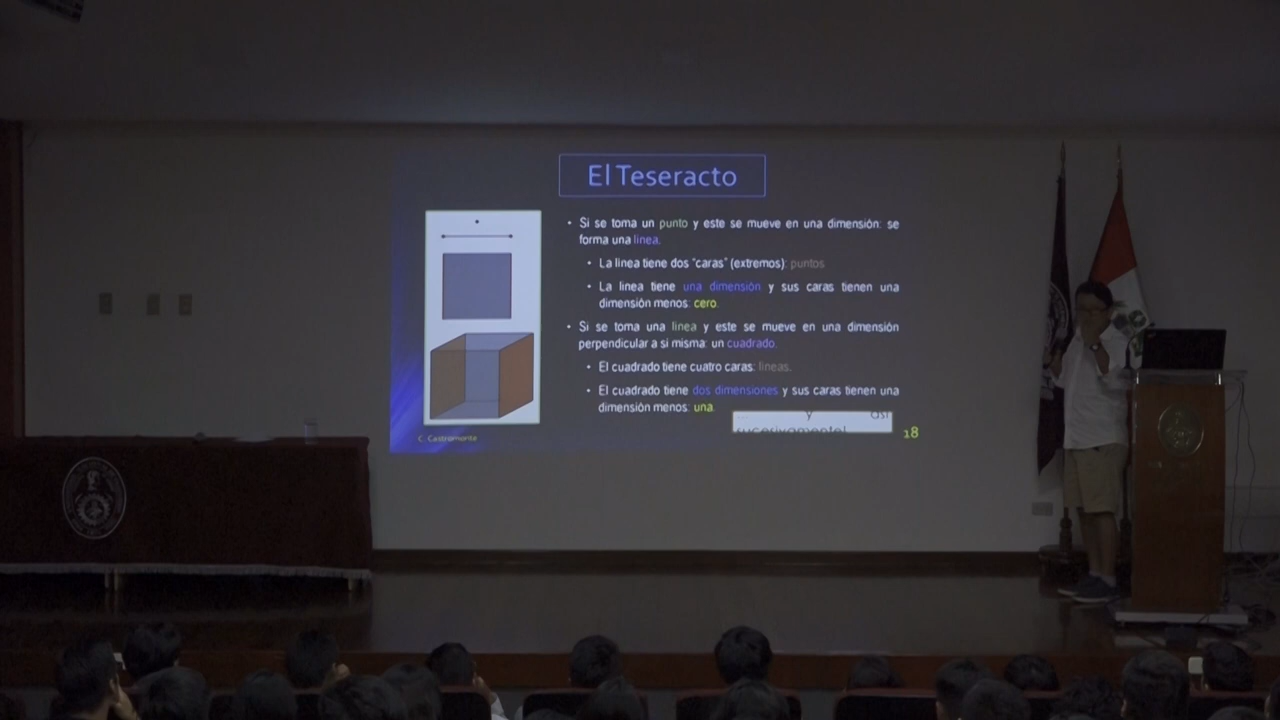 El Teseracto
• Si se toma un punto y este se mueve en una dimensión: se
forma una linea.
• La linea tiene dos "caras" (extremos): puntos
• La linea tiene una dimensión y sus caras tienen una
dimensión menos: cero.
• Si se toma una linea y este se mueve en una dimensión
perpendicular a si misma: un cuadrado.
• El cuadrado tiene cuatro caras: lineas.
• El cuadrado tiene dos dimensiones y sus caras tienen una
dimensión menos: una.
... y así
sucerivamente!
C. Castromonte
18